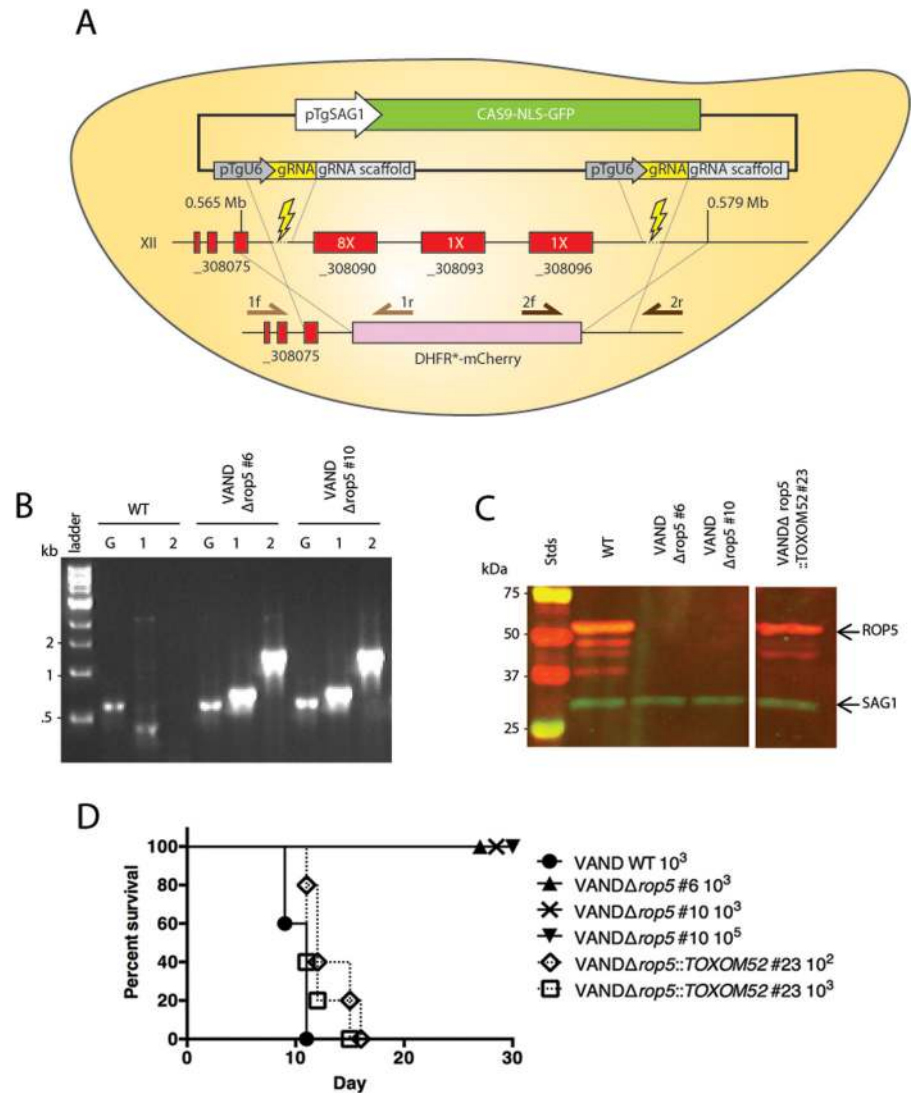 A
pTgSAG1 CAS9-NLS-GFP
pTgU6 gRNA gRNA scaffold pTgU6 gRNA gRNA scaffold
0.565 Mb 0.579 Mb
XII 8X 1X 1X
_308075 _308090 _308093 _308096
1f 1r 2f 2r
_308075
DHFR*-mCherry
B
ladder
WT
VAND
Δrop5 #6
VAND
Δrop5 #10
kb G 1 2 G 1 2 G 1 2
2
1
.5
C
Stds
WT
VAND
Δrop5 #6
VAND
Δrop5 #10
VANDΔ rop5
::TOXOM52 #23
kDa
75
50
37
25
ROP5
SAG1
D
Percent survival
100
80
60
40
20
0
0 10 20 30
Day
VAND WT 10³
VANDΔrop5 #6 10³
VANDΔrop5 #10 10³
VANDΔrop5 #10 10⁵
VANDΔrop5::TOXOM52 #23 10²
VANDΔrop5::TOXOM52 #23 10³